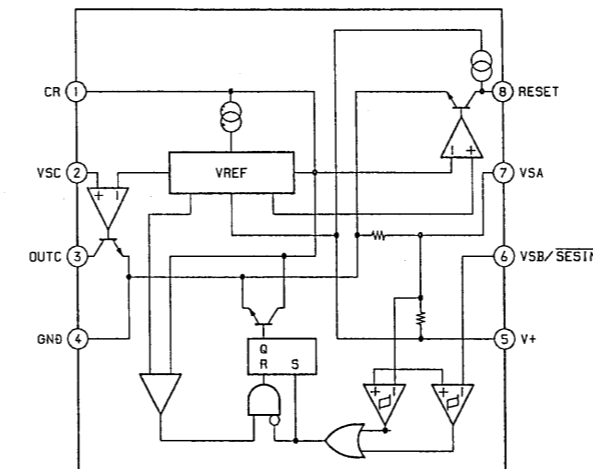 CR 1
8 RESET
VSC 2
VREF
7 VSA
+ -
- +
OUTC 3
6 VSB/SESIN
GND 4
5 V+
Q
R S
+ -
+ -